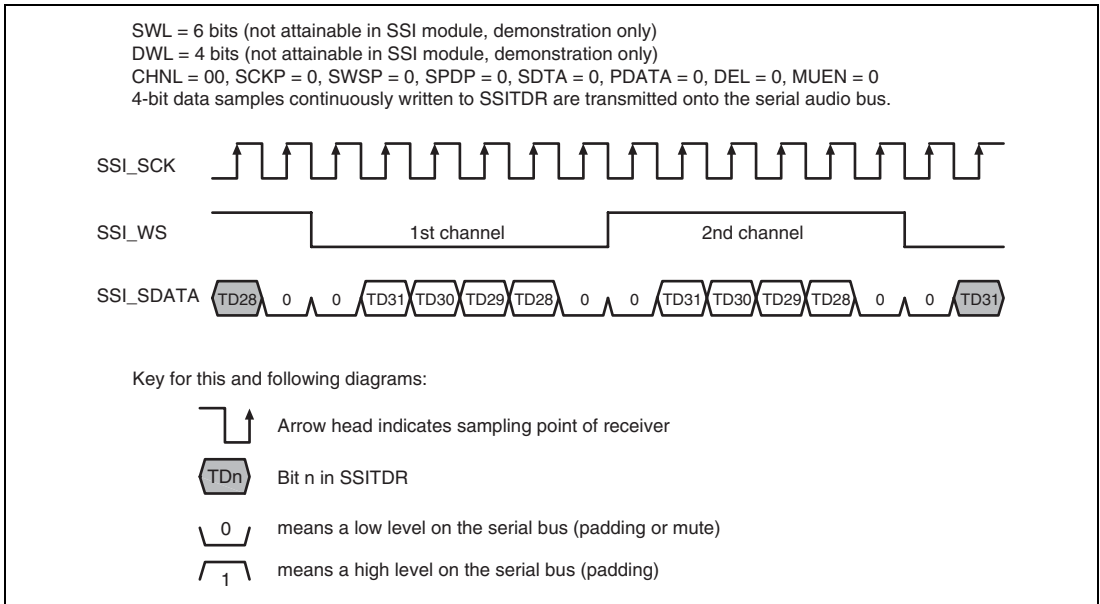 SWL = 6 bits (not attainable in SSI module, demonstration only)
DWL = 4 bits (not attainable in SSI module, demonstration only)
CHNL = 00, SCKP = 0, SWSP = 0, SPDP = 0, SDTA = 0, PDATA = 0, DEL = 0, MUEN = 0
4-bit data samples continuously written to SSITDR are transmitted onto the serial audio bus.
SSI_SCK
SSI_WS 1st channel 2nd channel
SSI_SDATA TD28 0 0 TD31 TD30 TD29 TD28 0 0 TD31 TD30 TD29 TD28 0 0 TD31
Key for this and following diagrams:
Arrow head indicates sampling point of receiver
TDn Bit n in SSITDR
0 means a low level on the serial bus (padding or mute)
1 means a high level on the serial bus (padding)